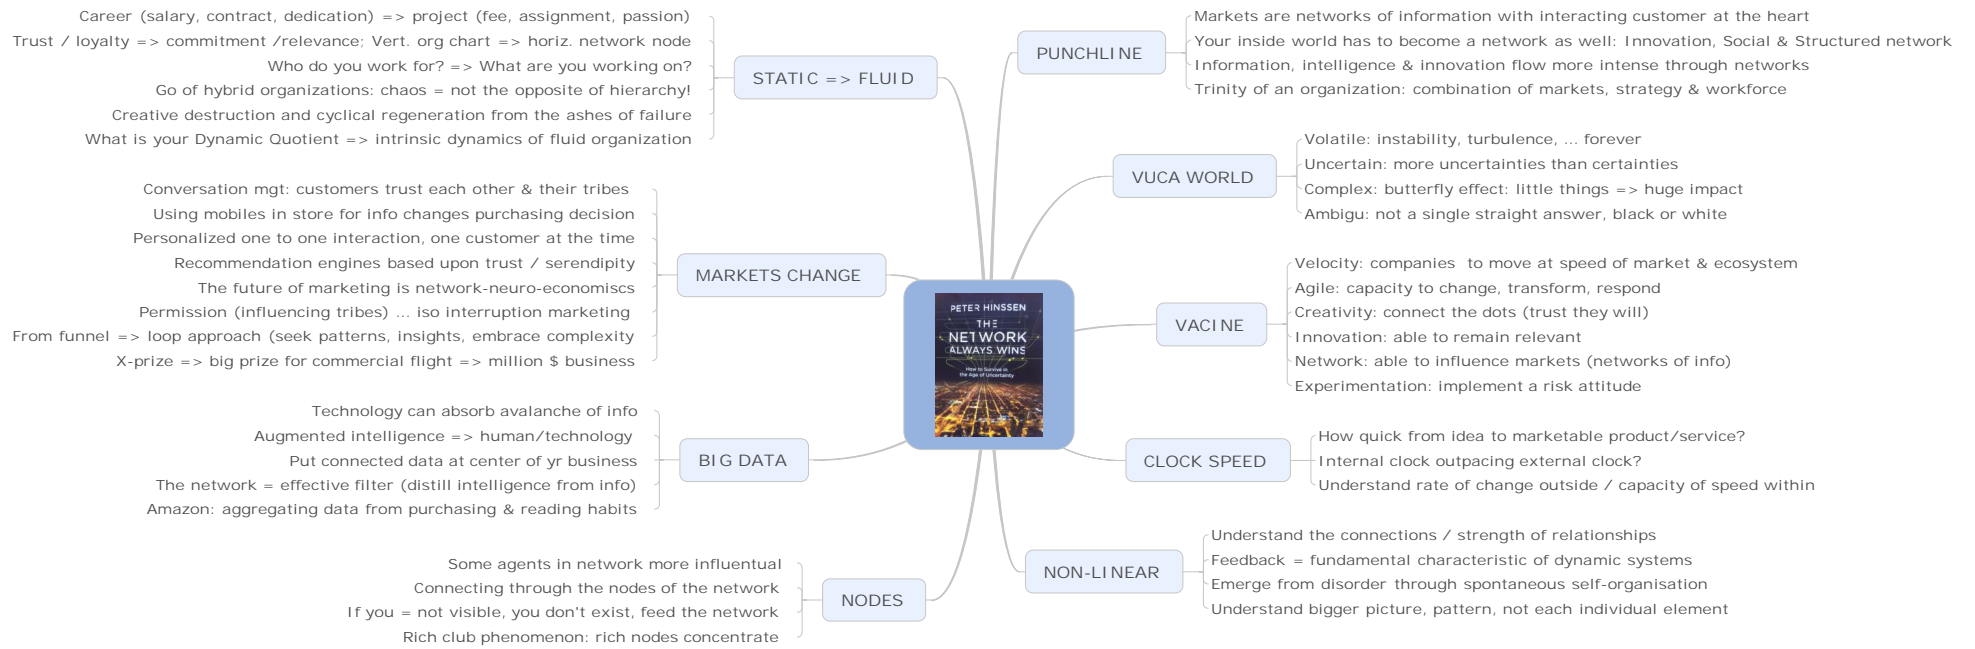 PETER HINSSEN
THE
NETWORK
ALWAYS WINS
How to Survive in
the Age of Uncertainty
PUNCHLINE
Markets are networks of information with interacting customer at the heart
Your inside world has to become a network as well: Innovation, Social & Structured network
Information, intelligence & innovation flow more intense through networks
Trinity of an organization: combination of markets, strategy & workforce
VUCA WORLD
Volatile: instability, turbulence, ... forever
Uncertain: more uncertainties than certainties
Complex: butterfly effect: little things => huge impact
Ambigu: not a single straight answer, black or white
VACINE
Velocity: companies  to move at speed of market & ecosystem
Agile: capacity to change, transform, respond
Creativity: connect the dots (trust they will)
Innovation: able to remain relevant
Network: able to influence markets (networks of info)
Experimentation: implement a risk attitude
CLOCK SPEED
How quick from idea to marketable product/service?
Internal clock outpacing external clock?
Understand rate of change outside / capacity of speed within
NON-LINEAR
Understand the connections / strength of relationships
Feedback = fundamental characteristic of dynamic systems
Emerge from disorder through spontaneous self-organisation
Understand bigger picture, pattern, not each individual element
STATIC => FLUID
Career (salary, contract, dedication) => project (fee, assignment, passion)
Trust / loyalty => commitment /relevance; Vert. org chart => horiz. network node
Who do you work for? => What are you working on?
Go of hybrid organizations: chaos = not the opposite of hierarchy!
Creative destruction and cyclical regeneration from the ashes of failure
What is your Dynamic Quotient => intrinsic dynamics of fluid organization
MARKETS CHANGE
Conversation mgt: customers trust each other & their tribes
Using mobiles in store for info changes purchasing decision
Personalized one to one interaction, one customer at the time
Recommendation engines based upon trust / serendipity
The future of marketing is network-neuro-economiscs
Permission (influencing tribes) ... iso interruption marketing
From funnel => loop approach (seek patterns, insights, embrace complexity
X-prize => big prize for commercial flight => million $ business
BIG DATA
Technology can absorb avalanche of info
Augmented intelligence => human/technology
Put connected data at center of yr business
The network = effective filter (distill intelligence from info)
Amazon: aggregating data from purchasing & reading habits
NODES
Some agents in network more influentual
Connecting through the nodes of the network
If you = not visible, you don't exist, feed the network
Rich club phenomenon: rich nodes concentrate